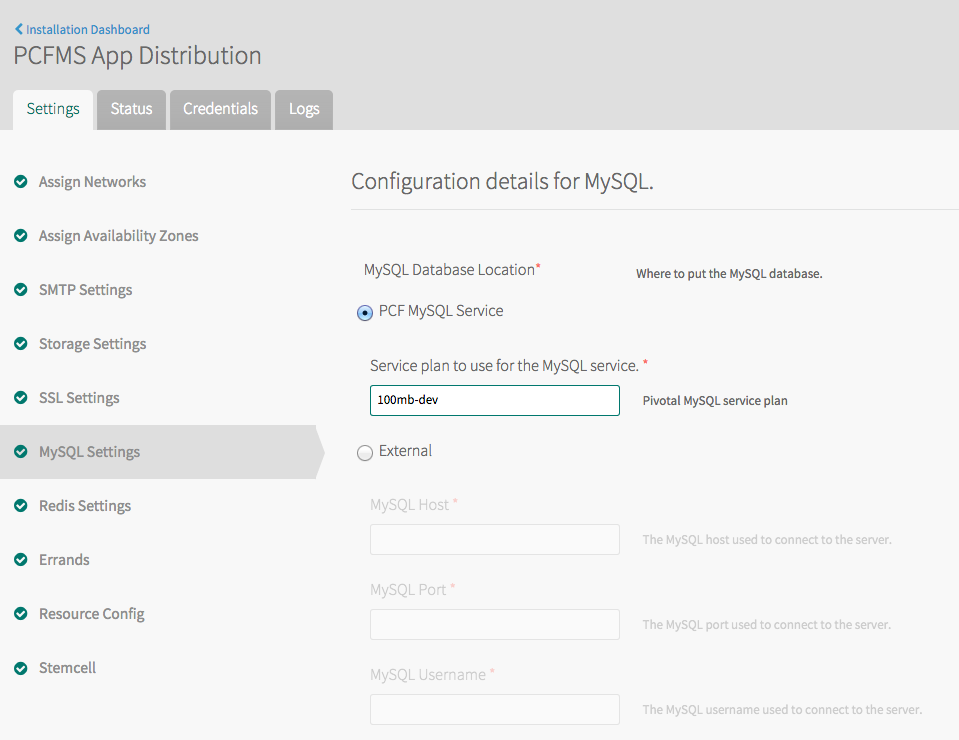 Installation Dashboard
PCFMS App Distribution
Settings
Status
Credentials
Logs
Assign Networks
Assign Availability Zones
SMTP Settings
Storage Settings
SSL Settings
MySQL Settings
Redis Settings
Errands
Resource Config
Stemcell
Configuration details for MySQL.
MySQL Database Location*
Where to put the MySQL database.
PCF MySQL Service
Service plan to use for the MySQL service. *
100mb-dev
Pivotal MySQL service plan
External
MySQL Host *
The MySQL host used to connect to the server.
MySQL Port *
The MySQL port used to connect to the server.
MySQL Username *
The MySQL username used to connect to the server.